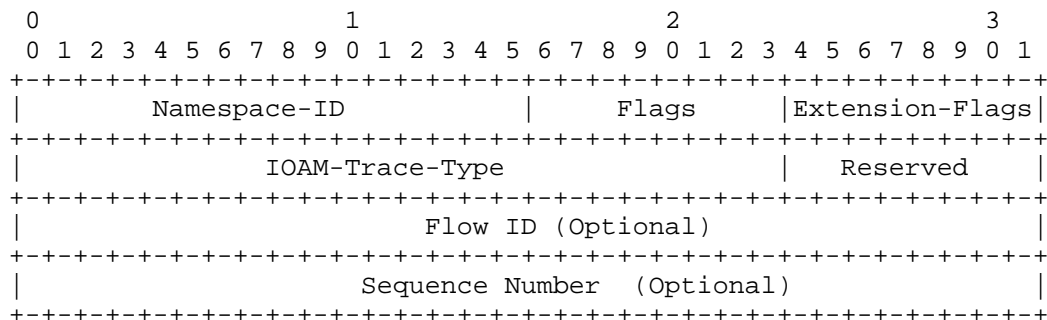 0                   1                   2                   3
 0 1 2 3 4 5 6 7 8 9 0 1 2 3 4 5 6 7 8 9 0 1 2 3 4 5 6 7 8 9 0 1
+-+-+-+-+-+-+-+-+-+-+-+-+-+-+-+-+-+-+-+-+-+-+-+-+-+-+-+-+-+-+-+-+
|        Namespace-ID           |     Flags     |Extension-Flags|
+-+-+-+-+-+-+-+-+-+-+-+-+-+-+-+-+-+-+-+-+-+-+-+-+-+-+-+-+-+-+-+-+
|               IOAM-Trace-Type                 |   Reserved    |
+-+-+-+-+-+-+-+-+-+-+-+-+-+-+-+-+-+-+-+-+-+-+-+-+-+-+-+-+-+-+-+-+
|                         Flow ID (Optional)                    |
+-+-+-+-+-+-+-+-+-+-+-+-+-+-+-+-+-+-+-+-+-+-+-+-+-+-+-+-+-+-+-+-+
|                     Sequence Number  (Optional)               |
+-+-+-+-+-+-+-+-+-+-+-+-+-+-+-+-+-+-+-+-+-+-+-+-+-+-+-+-+-+-+-+-+